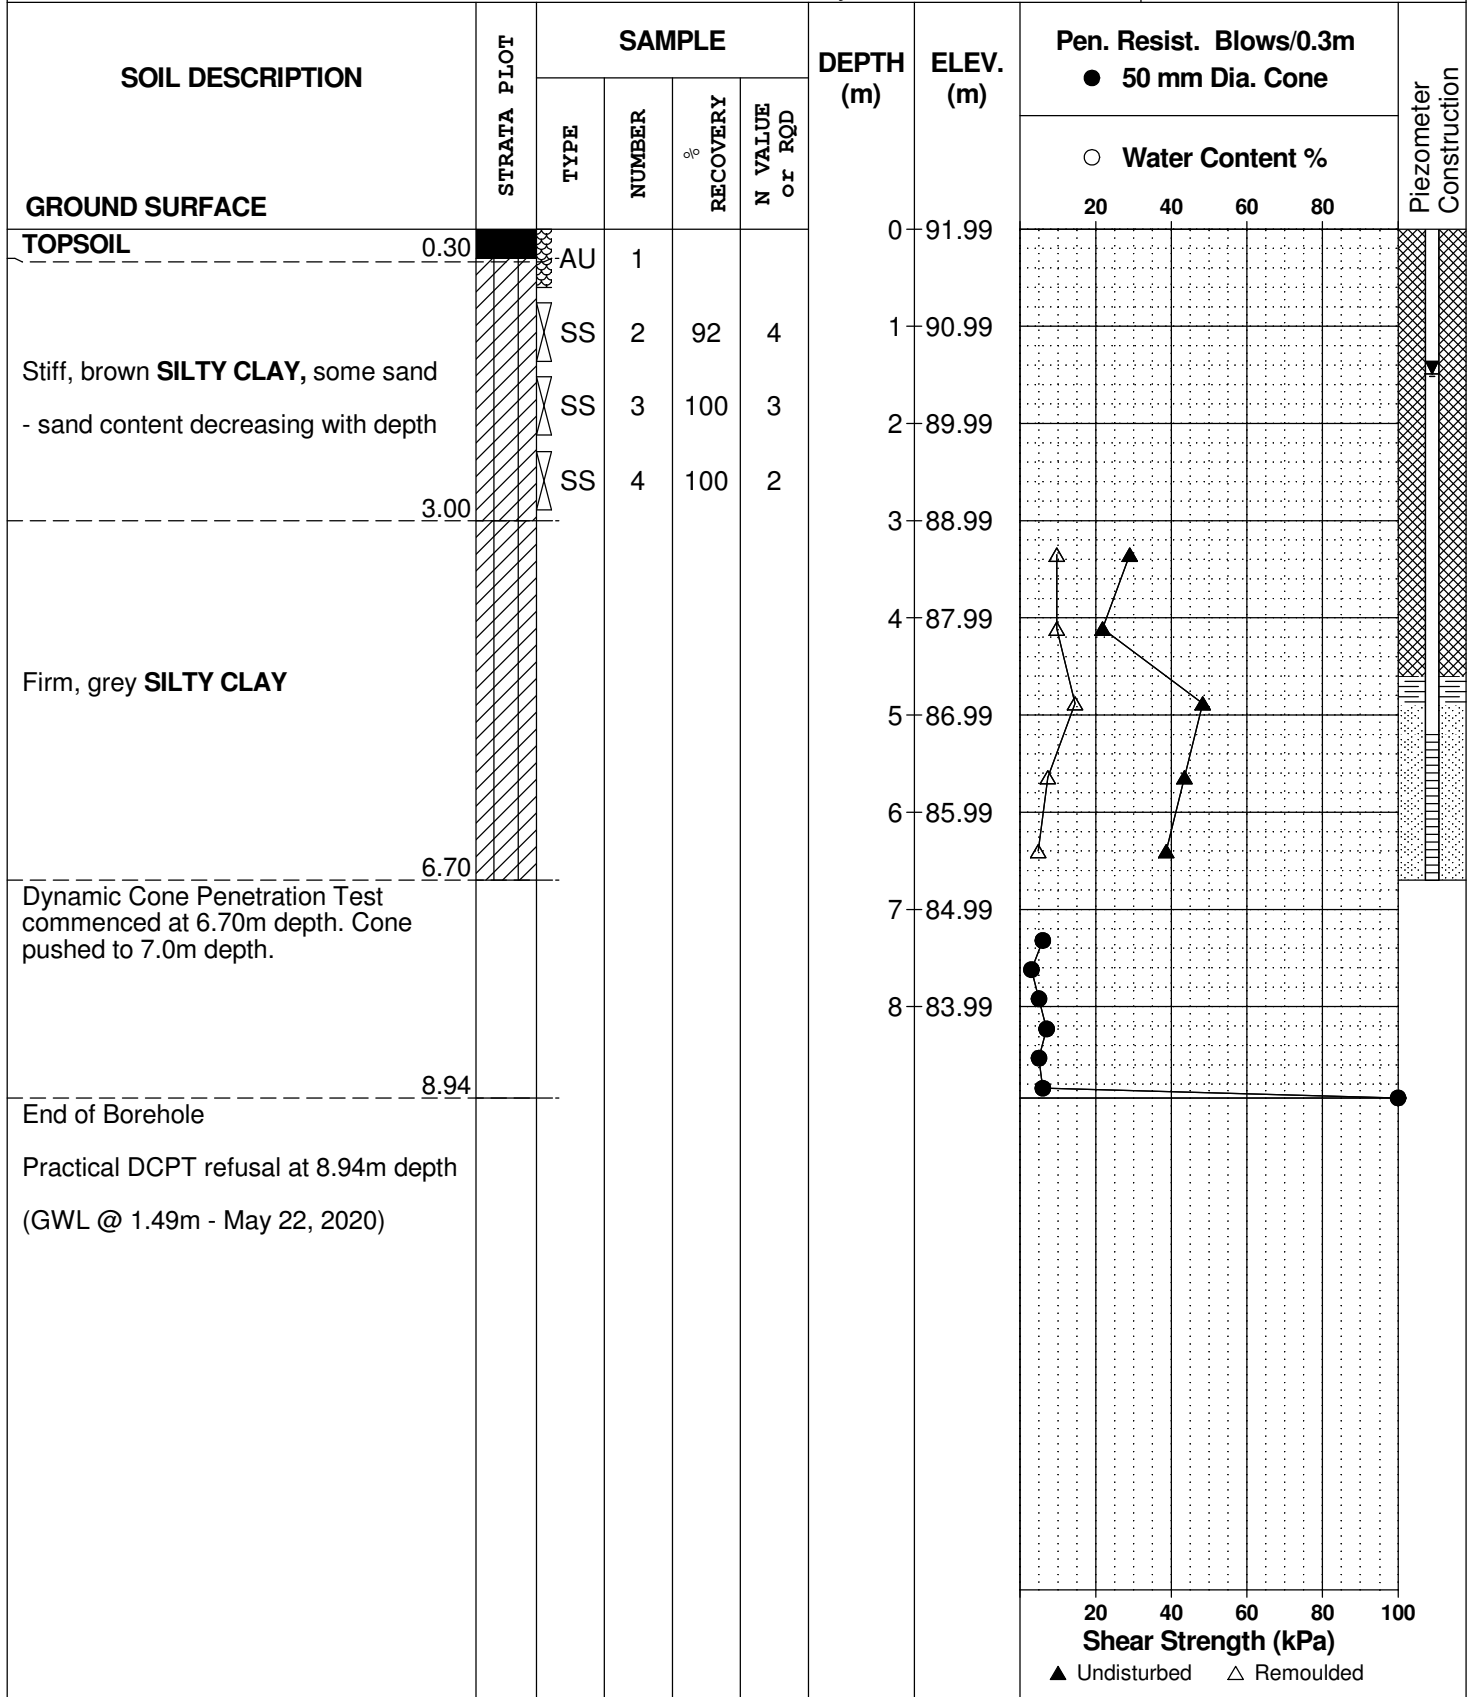 SOIL DESCRIPTION
GROUND SURFACE
STRATA PLOT
SAMPLE
TYPE
NUMBER
% RECOVERY
N VALUE or RQD
DEPTH (m)
ELEV. (m)
Pen. Resist. Blows/0.3m
● 50 mm Dia. Cone
○ Water Content %
20 40 60 80
Piezometer Construction
TOPSOIL 0.30
AU 1
0 91.99
SS 2 92 4
1 90.99
Stiff, brown SILTY CLAY, some sand
SS 3 100 3
- sand content decreasing with depth
2 89.99
SS 4 100 2
3.00
3 88.99
4 87.99
Firm, grey SILTY CLAY
5 86.99
6 85.99
6.70
Dynamic Cone Penetration Test
commenced at 6.70m depth. Cone
pushed to 7.0m depth.
7 84.99
8 83.99
8.94
End of Borehole
Practical DCPT refusal at 8.94m depth
(GWL @ 1.49m - May 22, 2020)
20 40 60 80 100
Shear Strength (kPa)
▲ Undisturbed △ Remoulded